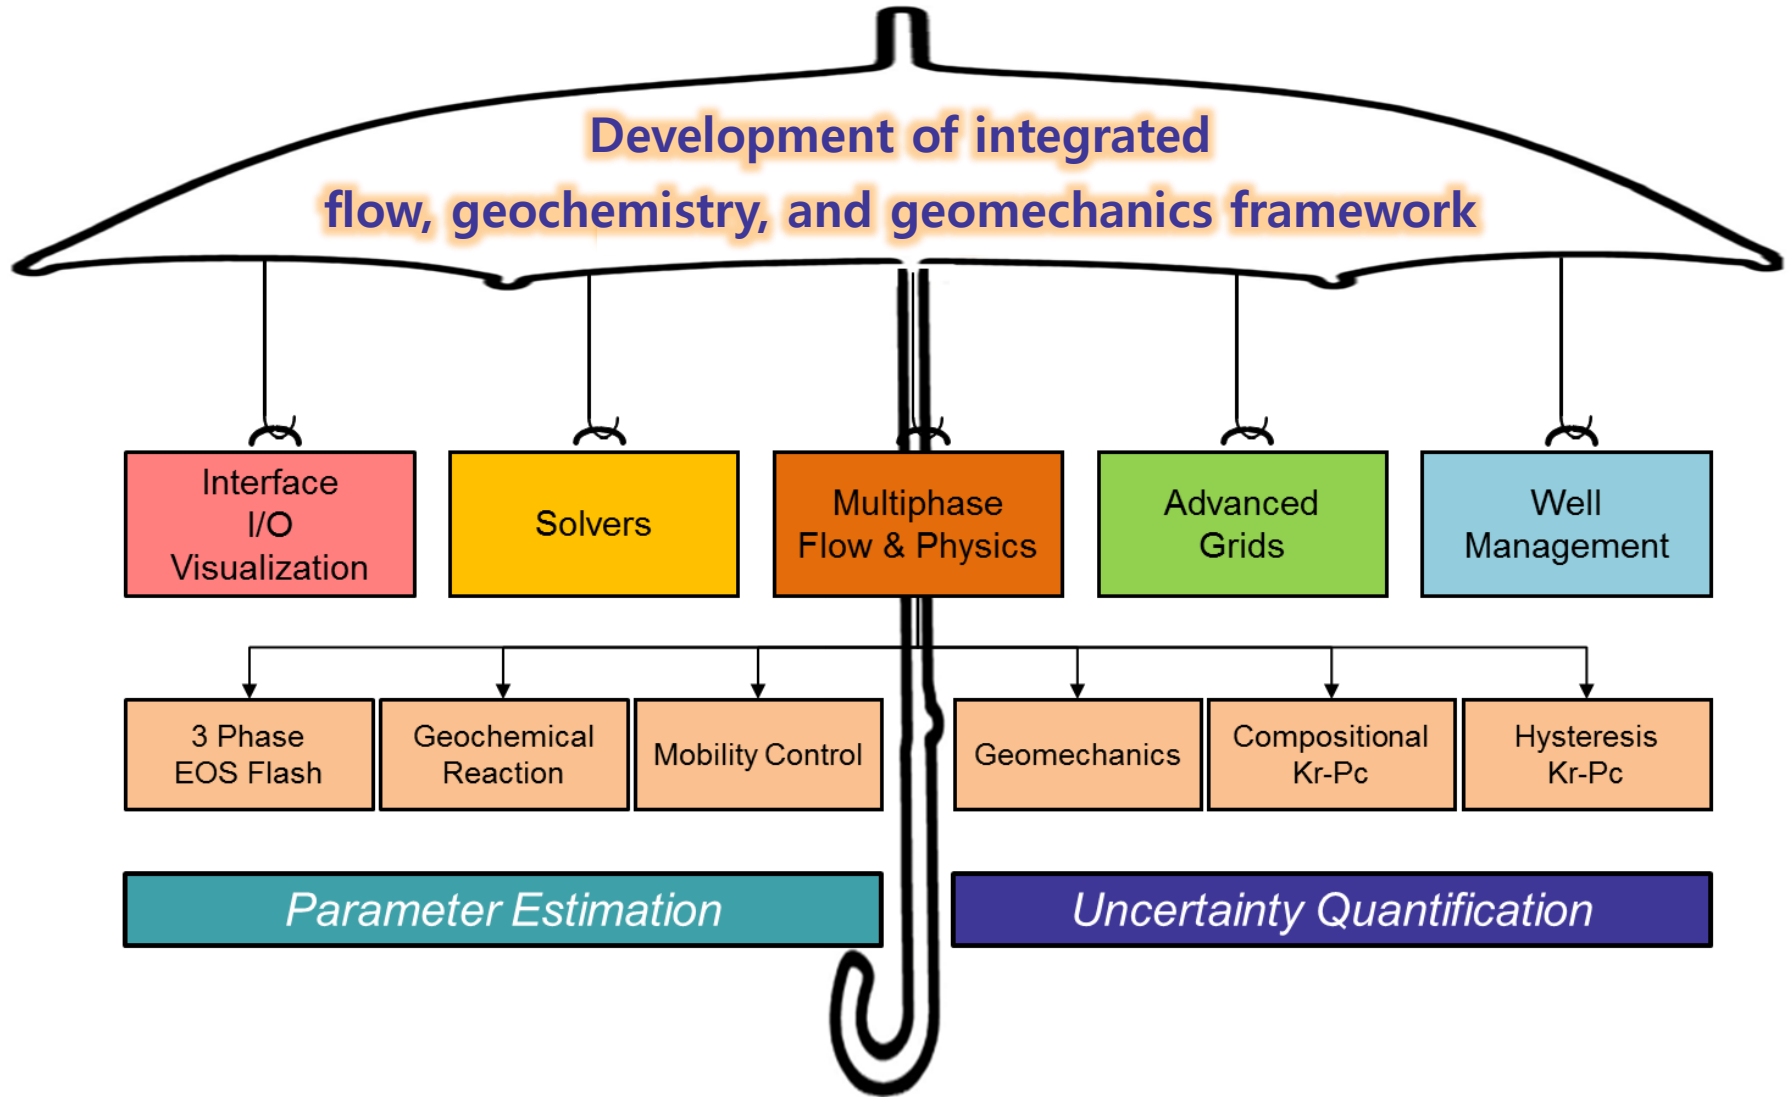 Development of integrated
flow, geochemistry, and geomechanics framework
Interface
I/O
Visualization
Solvers
Multiphase
Flow & Physics
Advanced
Grids
Well
Management
3 Phase
EOS Flash
Geochemical
Reaction
Mobility Control
Geomechanics
Compositional
Kr-Pc
Hysteresis
Kr-Pc
Parameter Estimation
Uncertainty Quantification